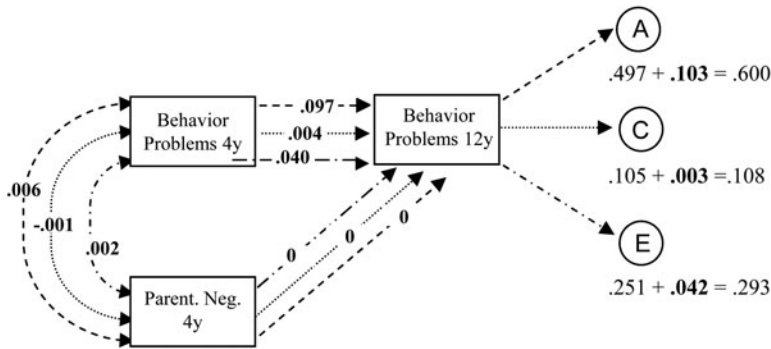 A
.497 + .103 = .600
Behavior
Problems 4y
.097
.004
.040
Behavior
Problems 12y
C
.105 + .003 = .108
.006
-.001
.002
0
0
0
E
.251 + .042 = .293
Parent. Neg.
4y